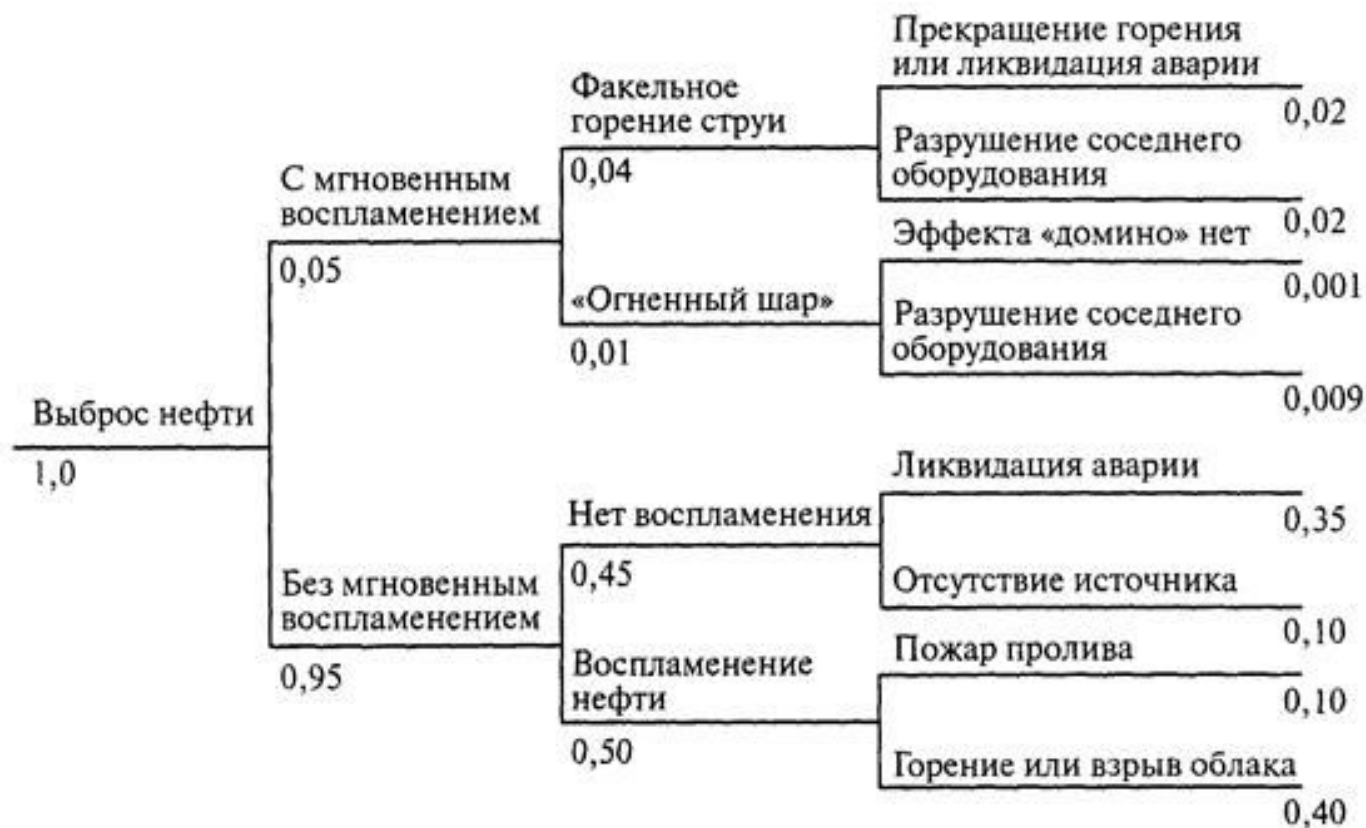 Прекращение горения
или ликвидация аварии
0,02
Факельное
горение струи
0,04
Разрушение соседнего
оборудования
0,02
С мгновенным
воспламенением
0,05
Эффекта «домино» нет
0,001
«Огненный шар»
0,01
Разрушение соседнего
оборудования
0,009
Выброс нефти
1,0
Ликвидация аварии
0,35
Нет воспламенения
0,45
Отсутствие источника
0,10
Без мгновенным
воспламенением
0,95
Пожар пролива
0,10
Воспламенение
нефти
0,50
Горение или взрыв облака
0,40